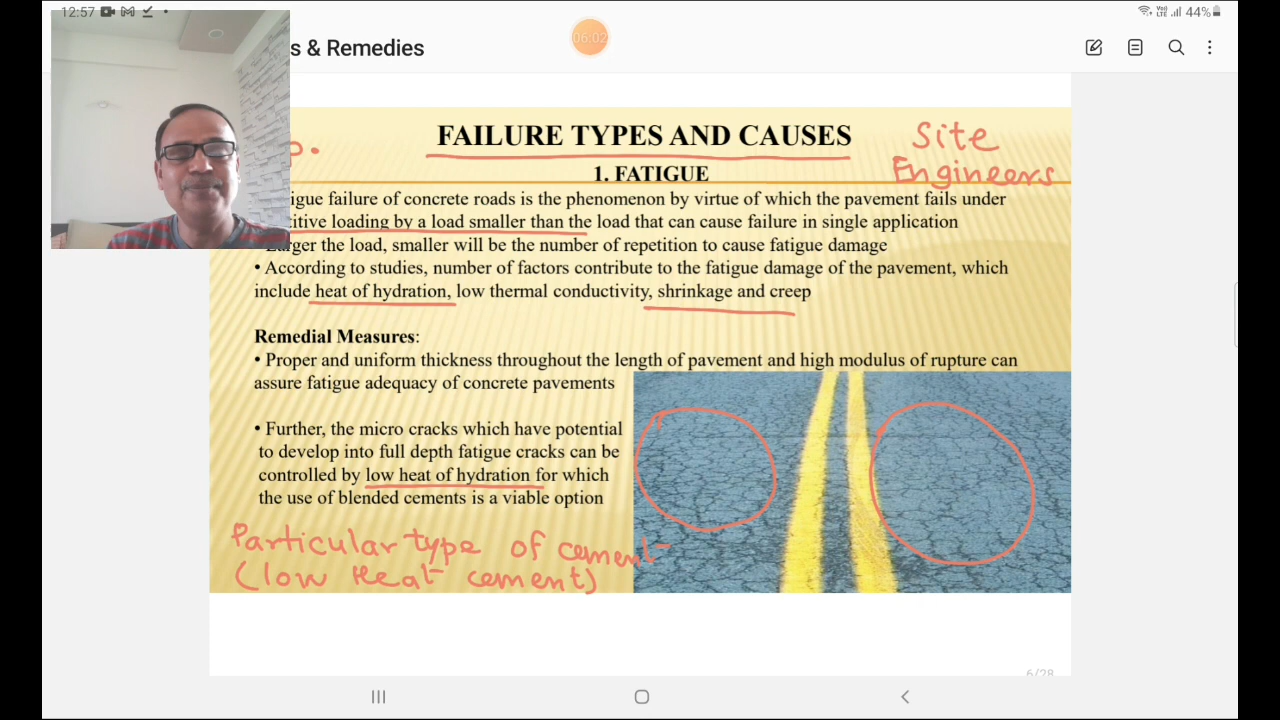 12:57
VoI)
LTE 44%
06:02
s & Remedies
FAILURE TYPES AND CAUSES
Site
Engineers
p.
1. FATIGUE
igue failure of concrete roads is the phenomenon by virtue of which the pavement fails under
etitive loading by a load smaller than the load that can cause failure in single application
Larger the load, smaller will be the number of repetition to cause fatigue damage
• According to studies, number of factors contribute to the fatigue damage of the pavement, which
include heat of hydration, low thermal conductivity, shrinkage and creep
Remedial Measures:
• Proper and uniform thickness throughout the length of pavement and high modulus of rupture can
assure fatigue adequacy of concrete pavements
• Further, the micro cracks which have potential
to develop into full depth fatigue cracks can be
controlled by low heat of hydration for which
the use of blended cements is a viable option
Particular type of cement
(low Heat cement)
6/28